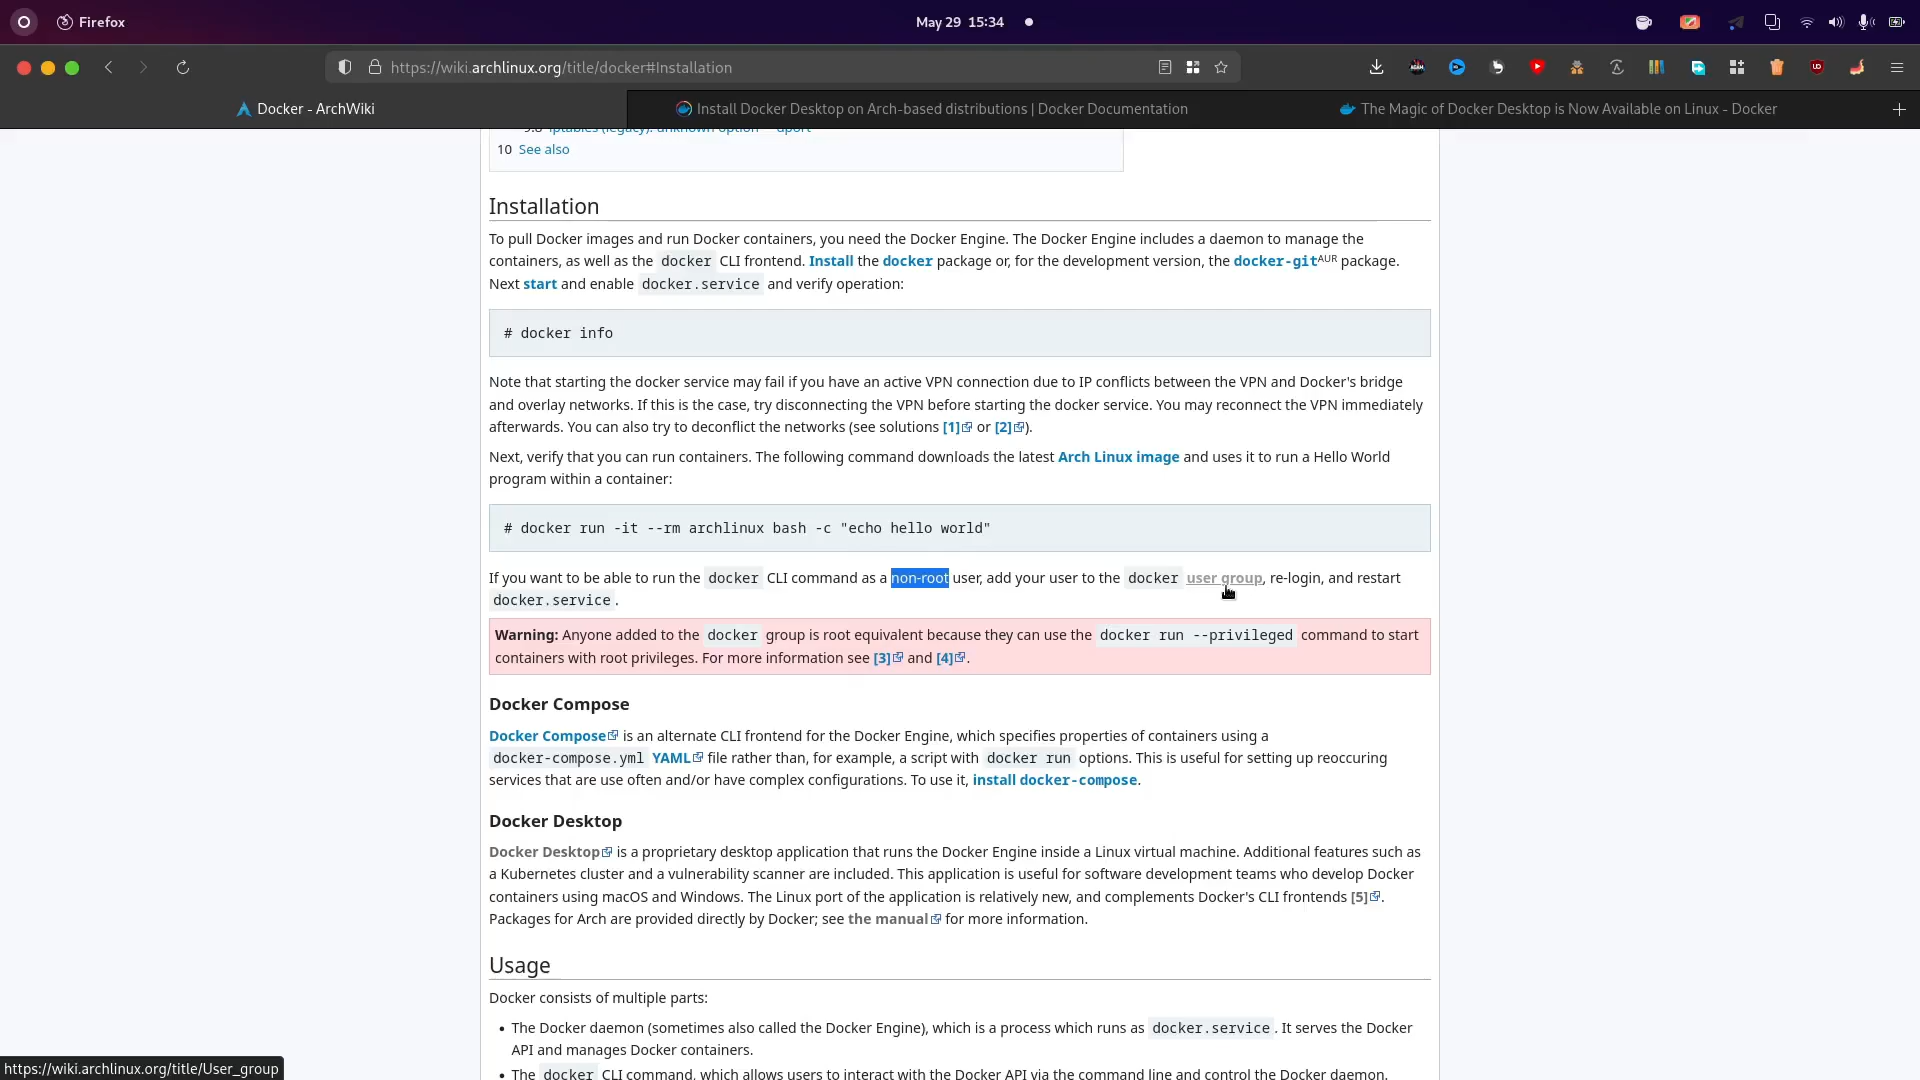 Firefox
May 29 15:34
https://wiki.archlinux.org/title/docker#Installation
Docker - ArchWiki
Install Docker Desktop on Arch-based distributions | Docker Documentation
The Magic of Docker Desktop is Now Available on Linux - Docker
10 See also
Installation
To pull Docker images and run Docker containers, you need the Docker Engine. The Docker Engine includes a daemon to manage the
containers, as well as the docker CLI frontend. Install the docker package or, for the development version, the docker-gitAUR package.
Next start and enable docker.service and verify operation:
# docker info
Note that starting the docker service may fail if you have an active VPN connection due to IP conflicts between the VPN and Docker's bridge
and overlay networks. If this is the case, try disconnecting the VPN before starting the docker service. You may reconnect the VPN immediately
afterwards. You can also try to deconflict the networks (see solutions [1] or [2]).
Next, verify that you can run containers. The following command downloads the latest Arch Linux image and uses it to run a Hello World
program within a container:
# docker run -it --rm archlinux bash -c "echo hello world"
If you want to be able to run the docker CLI command as a non-root user, add your user to the docker user group, re-login, and restart
docker.service.
Warning: Anyone added to the docker group is root equivalent because they can use the docker run --privileged command to start
containers with root privileges. For more information see [3] and [4].
Docker Compose
Docker Compose is an alternate CLI frontend for the Docker Engine, which specifies properties of containers using a
docker-compose.yml YAML file rather than, for example, a script with docker run options. This is useful for setting up reoccuring
services that are use often and/or have complex configurations. To use it, install docker-compose.
Docker Desktop
Docker Desktop is a proprietary desktop application that runs the Docker Engine inside a Linux virtual machine. Additional features such as
a Kubernetes cluster and a vulnerability scanner are included. This application is useful for software development teams who develop Docker
containers using macOS and Windows. The Linux port of the application is relatively new, and complements Docker's CLI frontends [5].
Packages for Arch are provided directly by Docker; see the manual for more information.
Usage
Docker consists of multiple parts:
• The Docker daemon (sometimes also called the Docker Engine), which is a process which runs as docker.service. It serves the Docker
API and manages Docker containers.
• The docker CLI command, which allows users to interact with the Docker API via the command line and control the Docker daemon.
https://wiki.archlinux.org/title/User_group